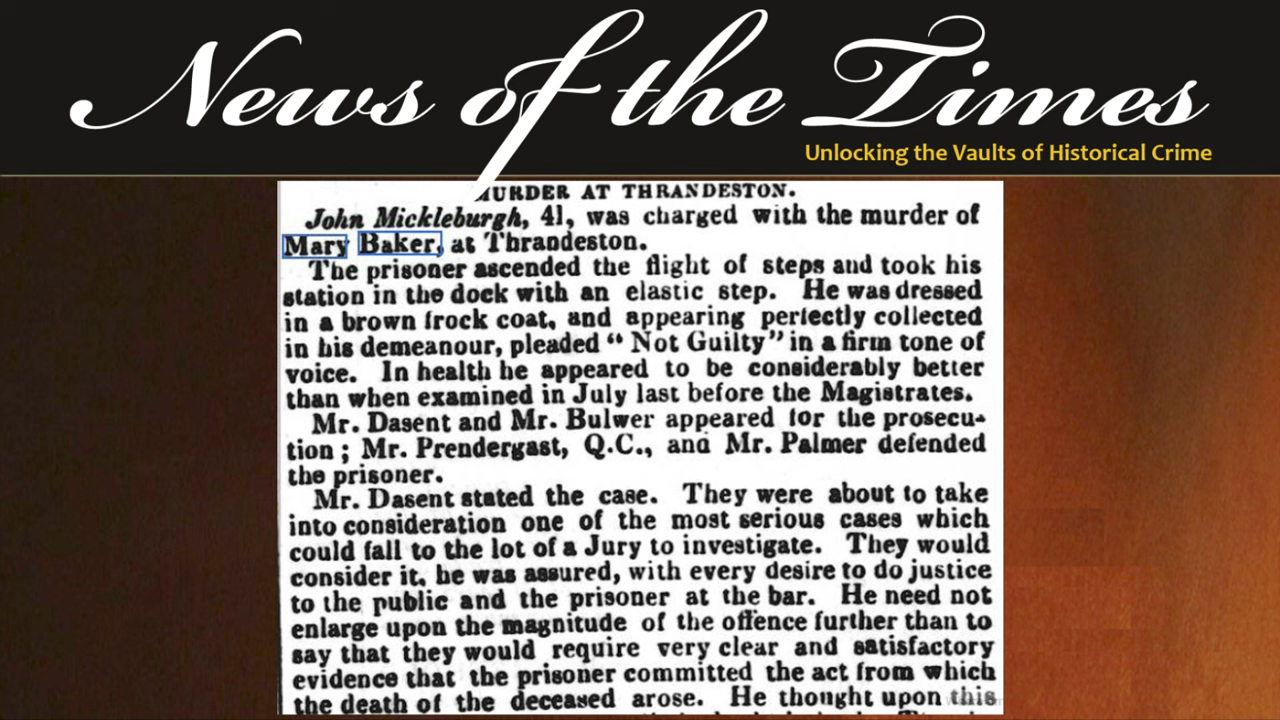 News of the Times
Unlocking the Vaults of Historical Crime
MURDER AT THRANDESTON.
John Mickleburgh, 41, was charged with the murder of
Mary Baker, at Thrandeston.
The prisoner ascended the flight of steps and took his
station in the dock with an elastic step. He was dressed
in a brown frock coat, and appearing perfectly collected
in his demeanour, pleaded “ Not Guilty” in a firm tone of
voice. In health he appeared to be considerably better
than when examined in July last before the Magistrates.
Mr. Dasent and Mr. Bulwer appeared for the prosecu-
tion ; Mr. Prendergast, Q.C., and Mr. Palmer defended
the prisoner.
Mr. Dasent stated the case. They were about to take
into consideration one of the most serious cases which
could fall to the lot of a Jury to investigate. They would
consider it, he was assured, with every desire to do justice
to the public and the prisoner at the bar. He need not
enlarge upon the magnitude of the offence further than to
say that they would require very clear and satisfactory
evidence that the prisoner committed the act from which
the death of the deceased arose. He thought upon this